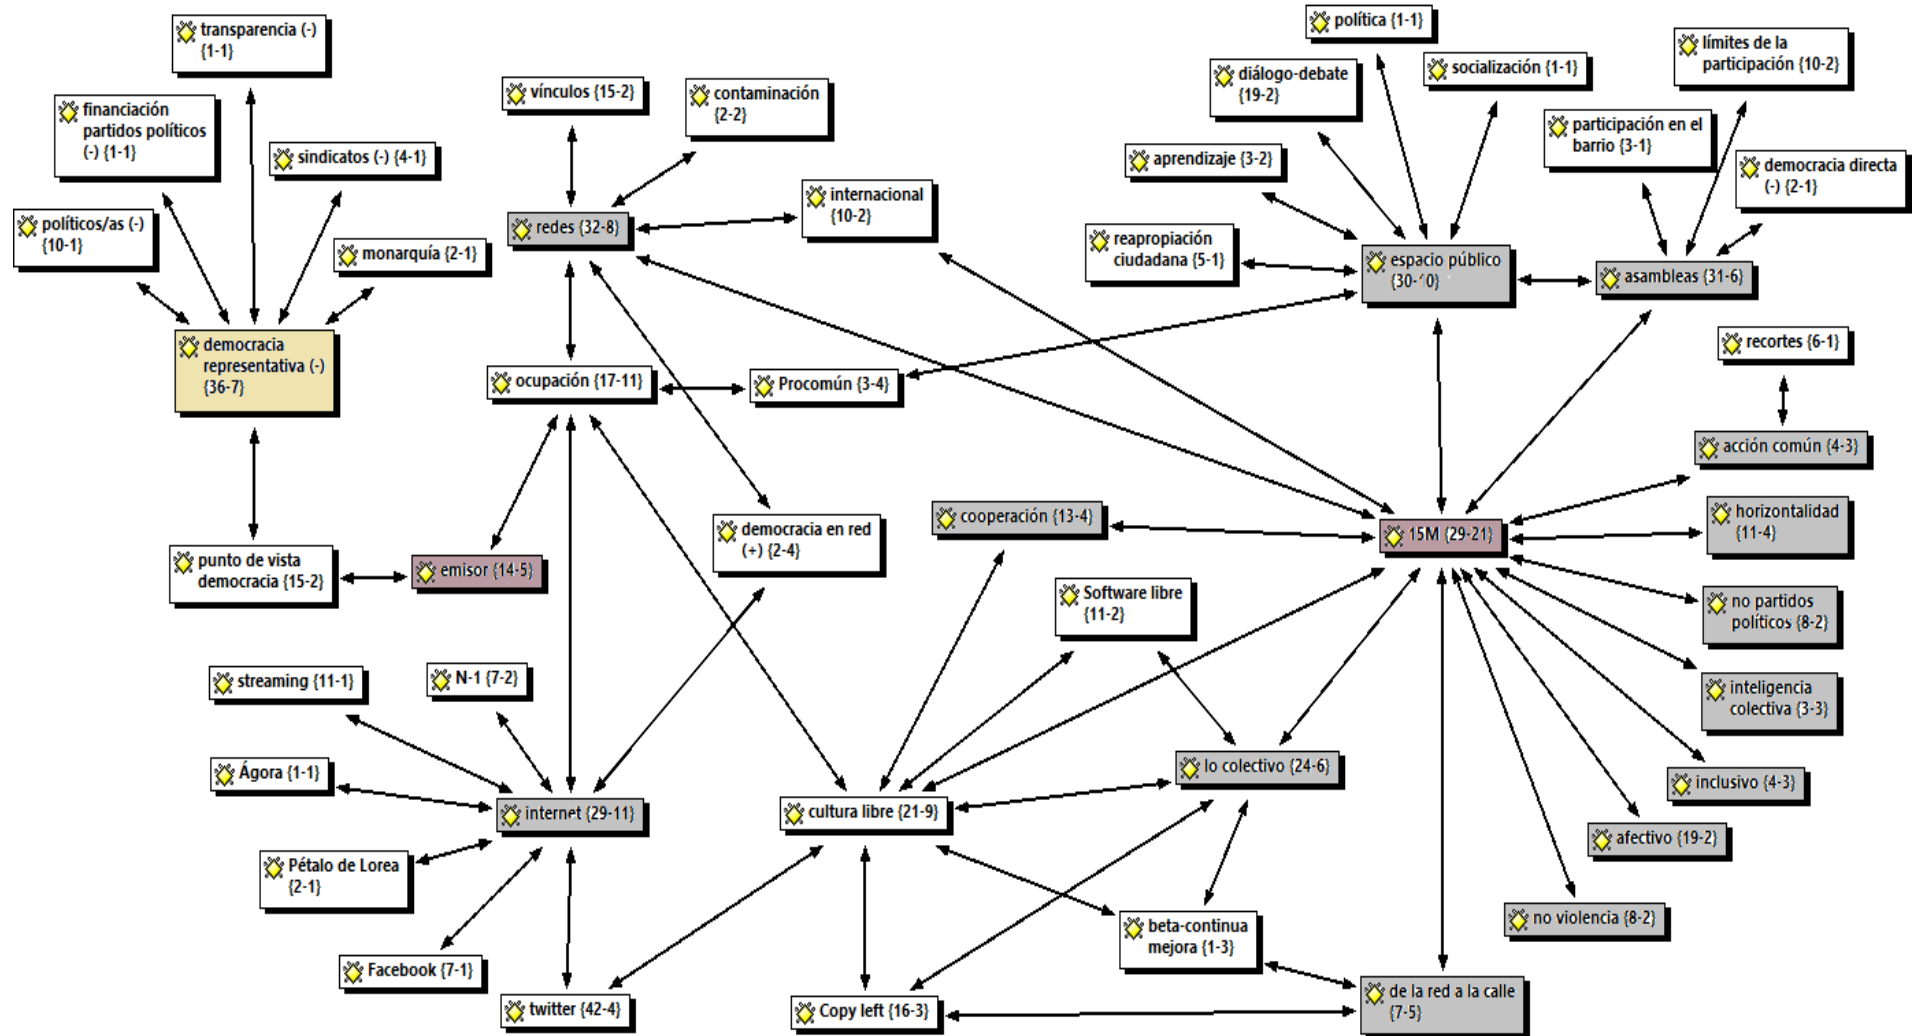 transparencia (-)
{1-1}
financiación
partidos políticos
(-) {1-1}
sindicatos (-) {4-1}
políticos/as (-)
{10-1}
monarquía {2-1}
democracia
representativa (-)
{36-7}
punto de vista
democracia {15-2}
emisor {14-5}
vínculos {15-2}
contaminación
{2-2}
internacional
{10-2}
redes {32-8}
ocupación {17-11}
Procomún {3-4}
democracia en red
(+) {2-4}
política {1-1}
diálogo-debate
{19-2}
socialización {1-1}
límites de la
participación {10-2}
participación en el
barrio {3-1}
aprendizaje {3-2}
democracia directa
(-) {2-1}
reapropiación
ciudadana {5-1}
espacio público
{30-10}
asambleas {31-6}
recortes {6-1}
acción común {4-3}
cooperación {13-4}
15M {29-21}
horizontalidad
{11-4}
Software libre
{11-2}
no partidos
políticos {8-2}
inteligencia
colectiva {3-3}
lo colectivo {24-6}
inclusivo {4-3}
afectivo {19-2}
no violencia {8-2}
streaming {11-1}
N-1 {7-2}
Ágora {1-1}
internet {29-11}
cultura libre {21-9}
Pétalo de Lorea
{2-1}
Facebook {7-1}
twitter {42-4}
Copy left {16-3}
beta-continua
mejora {1-3}
de la red a la calle
{7-5}